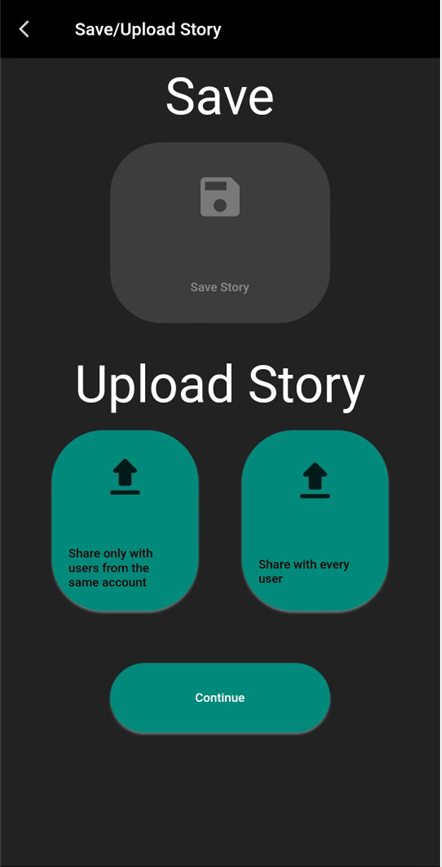 Save/Upload Story
Save
Save Story
Upload Story
Share only with
users from the
same account
Share with every
user
Continue